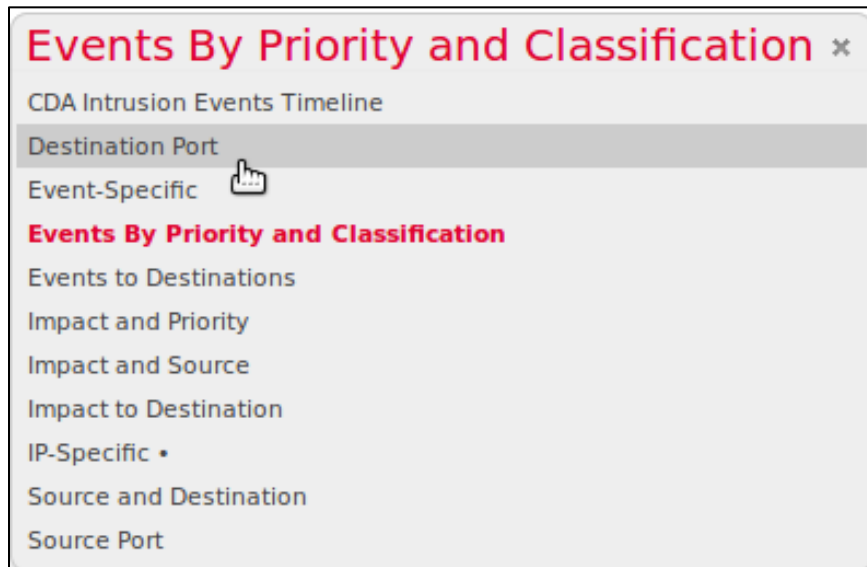 Events By Priority and Classification ×
CDA Intrusion Events Timeline
Destination Port
Event-Specific
Events By Priority and Classification
Events to Destinations
Impact and Priority
Impact and Source
Impact to Destination
IP-Specific •
Source and Destination
Source Port